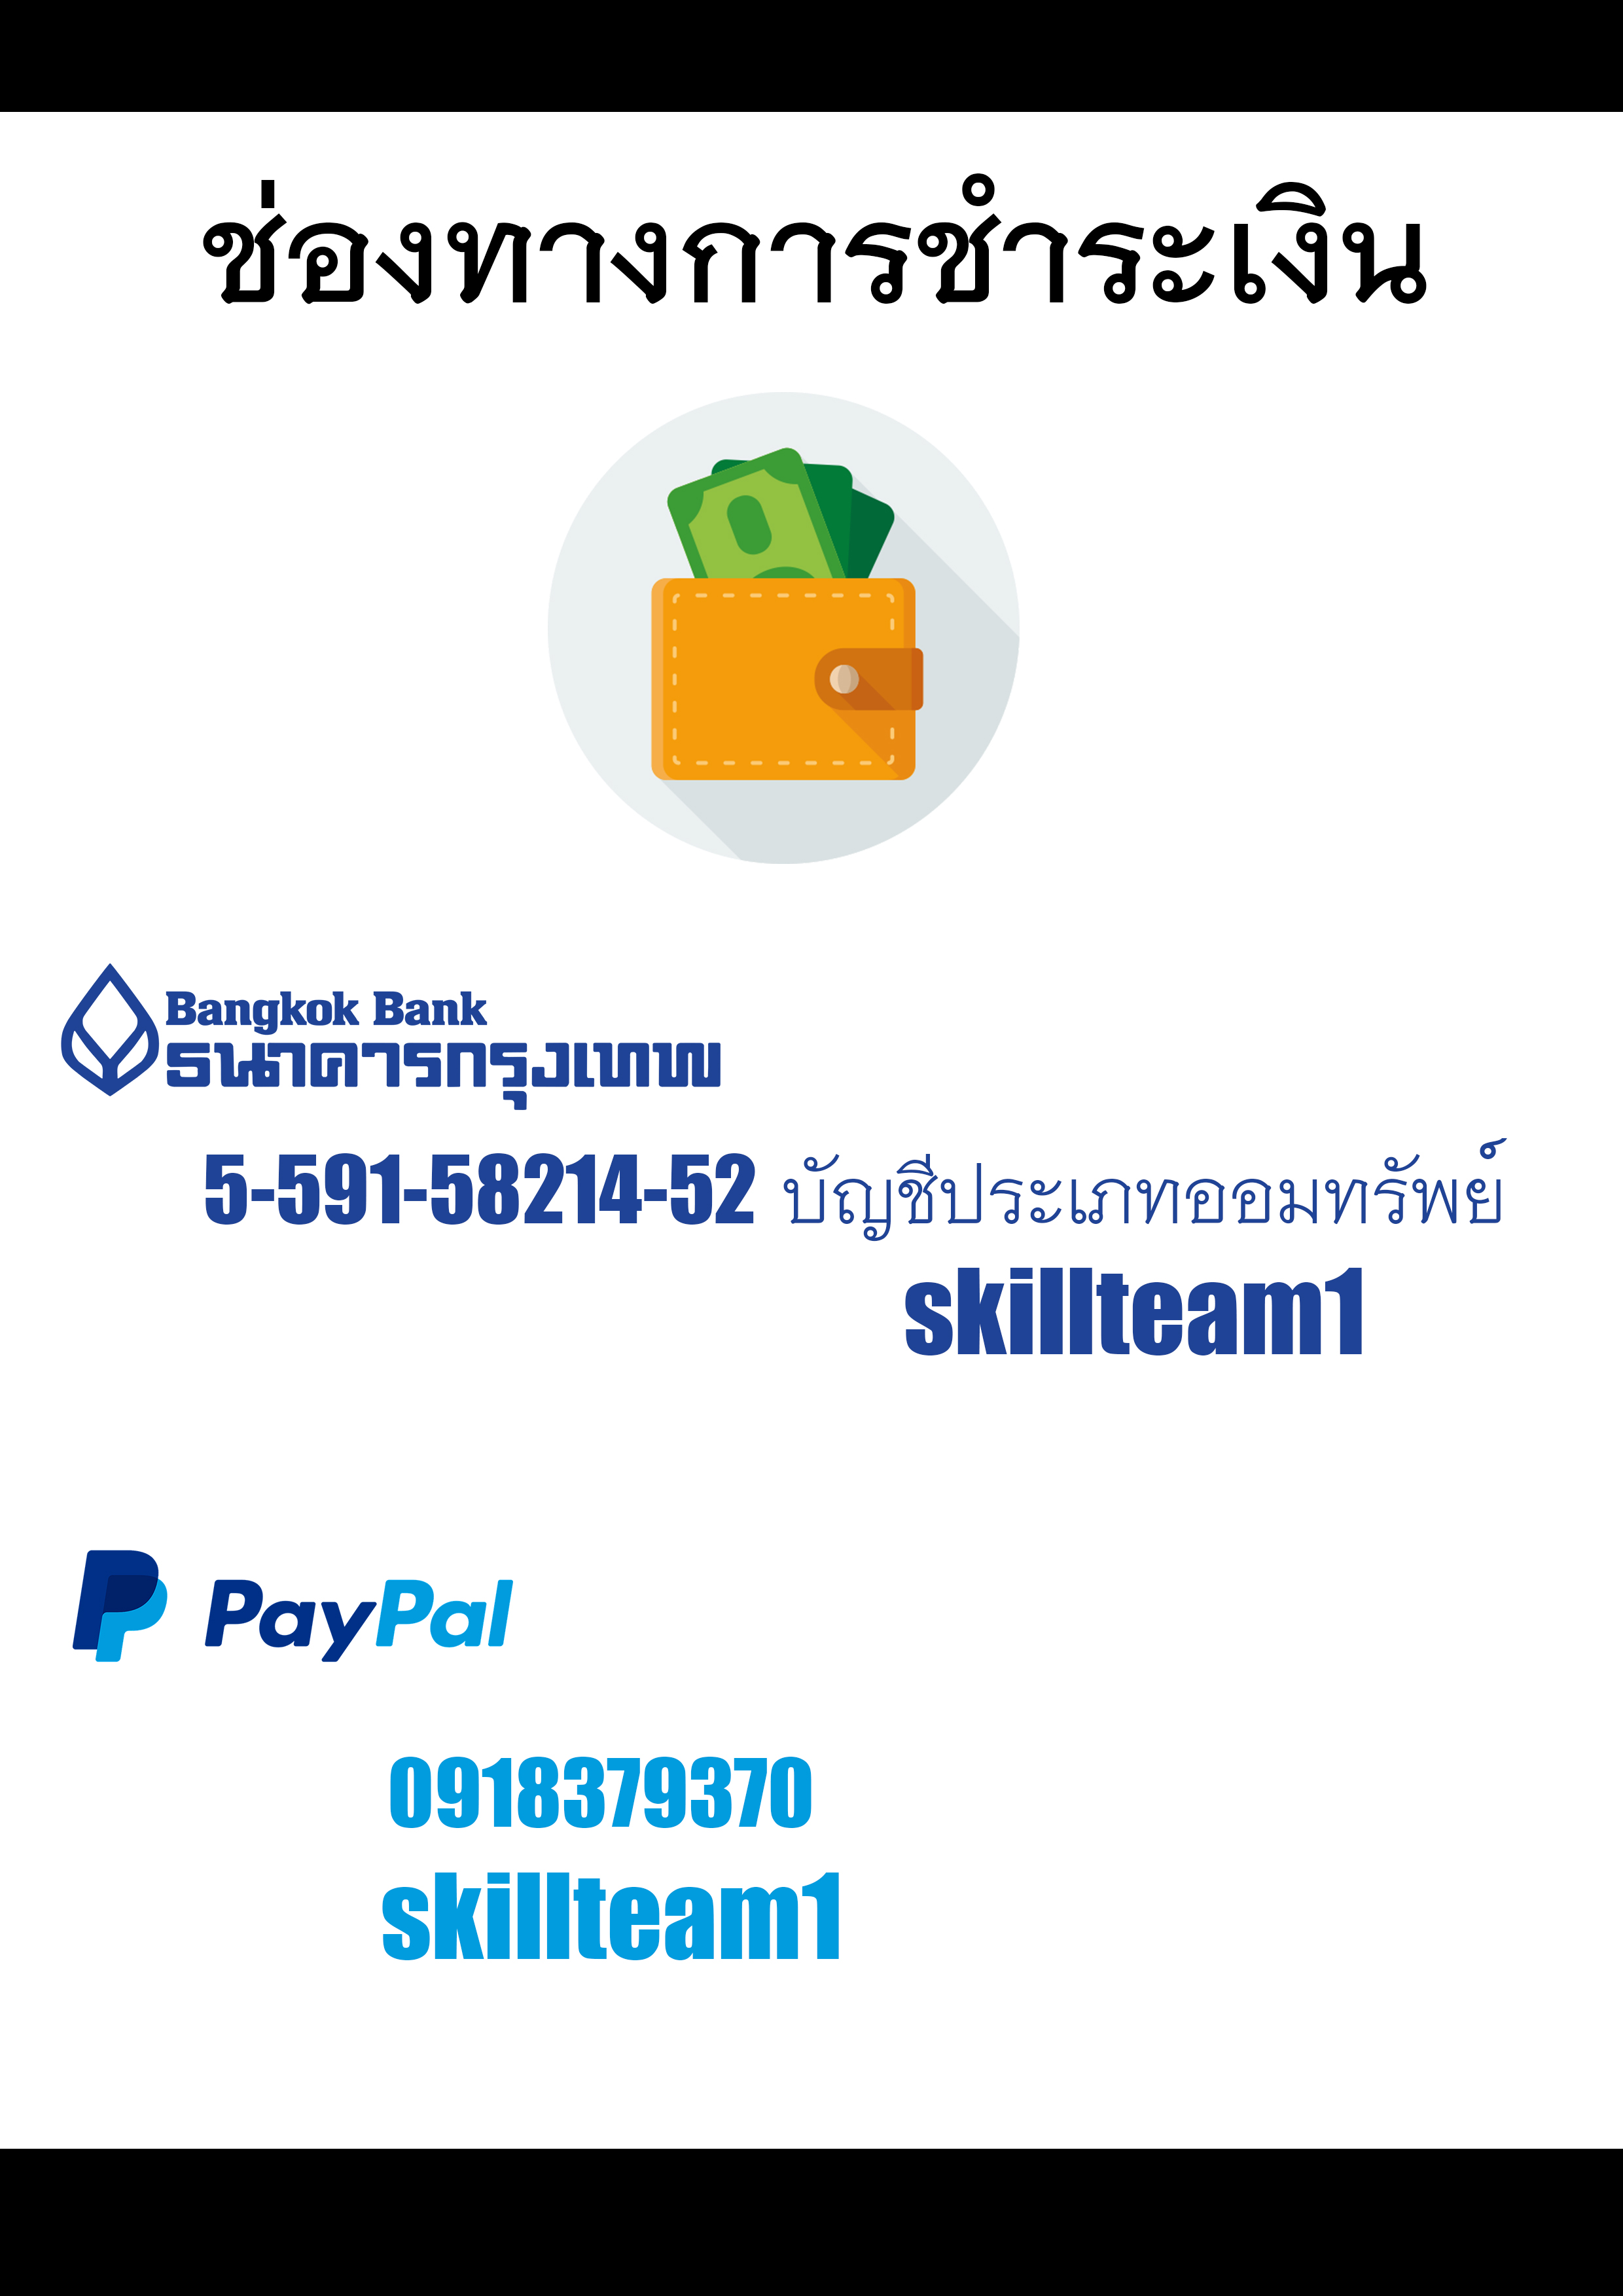 ช่องทางการชำระเงิน
Bangkok Bank
ธนาคารกรุงเทพ
5-591-58214-52 บัญชีประเภทออมทรัพย์
skillteam1
PayPal
0918379370
skillteam1